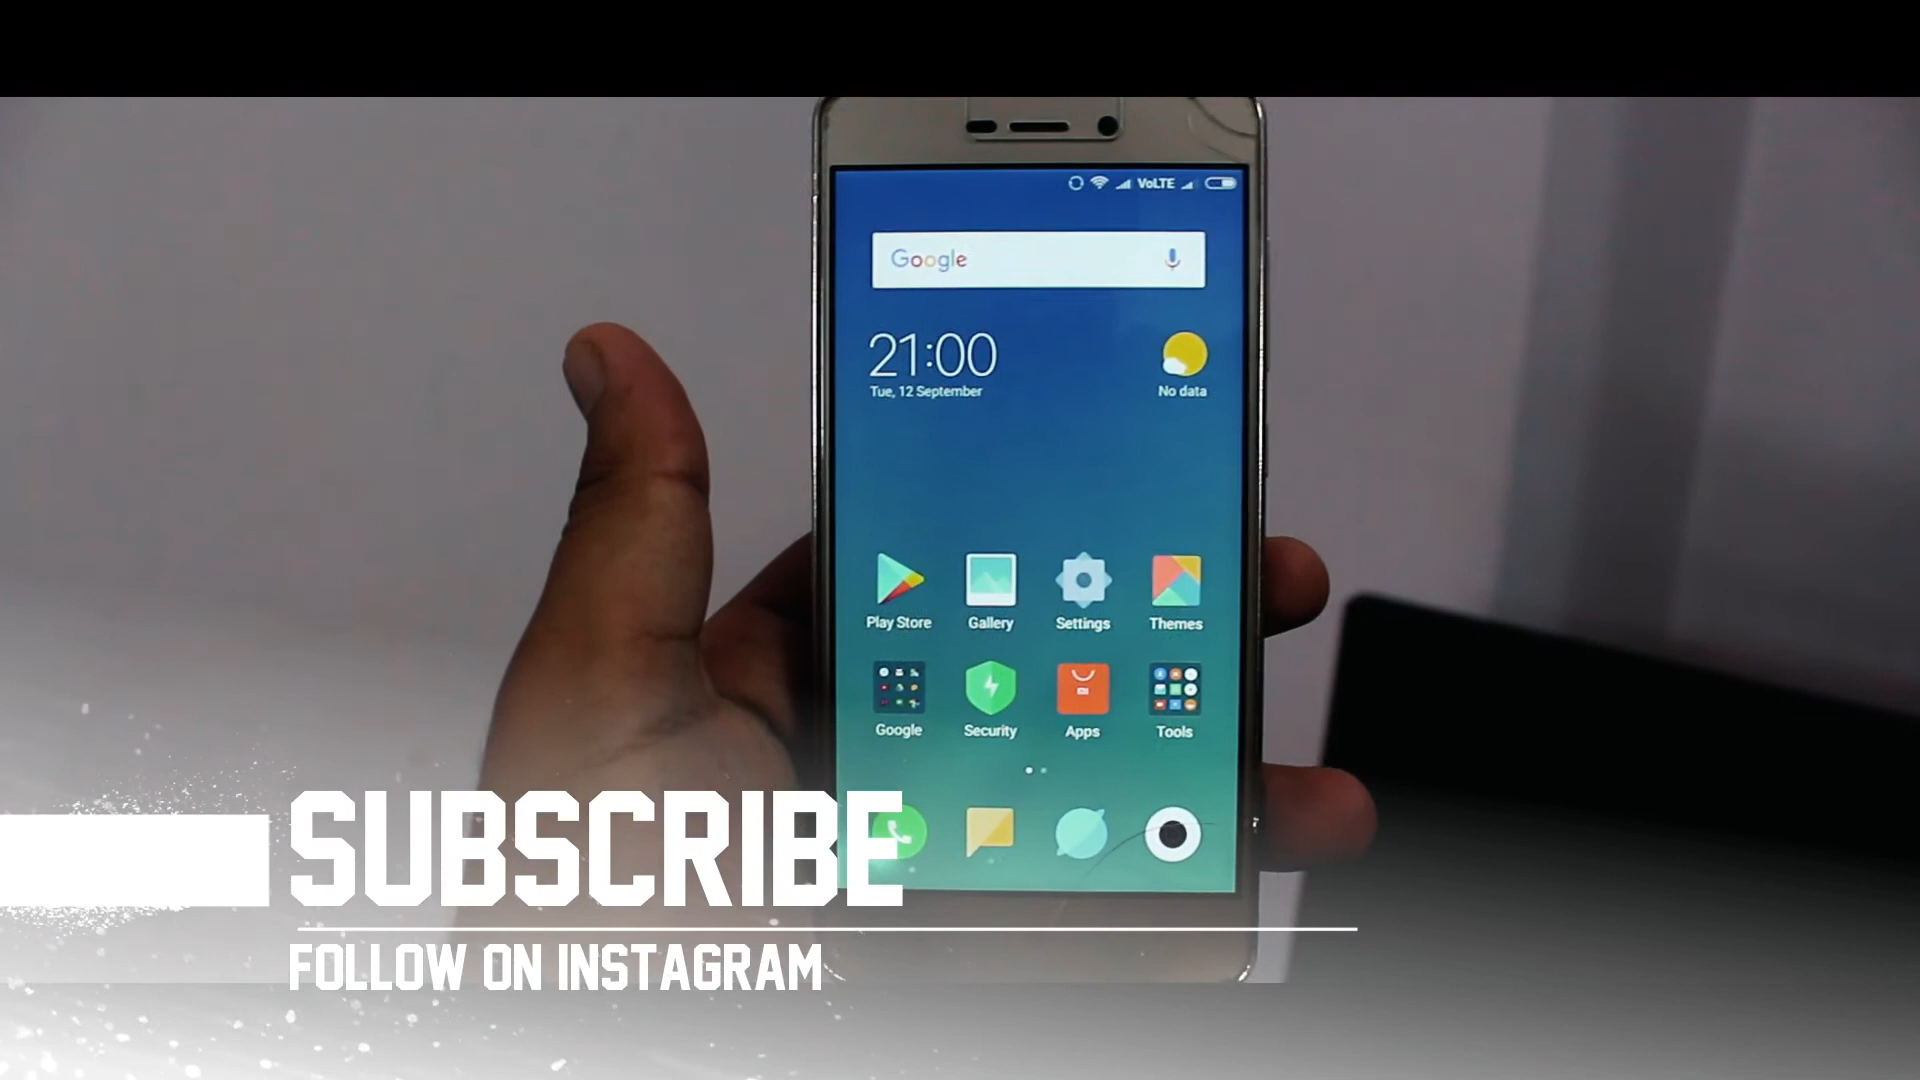 VoLTE
Google
21:00
Tue, 12 September
No data
Play Store
Gallery
Settings
Themes
Google
Security
Apps
Tools
SUBSCRIBE
FOLLOW ON INSTAGRAM